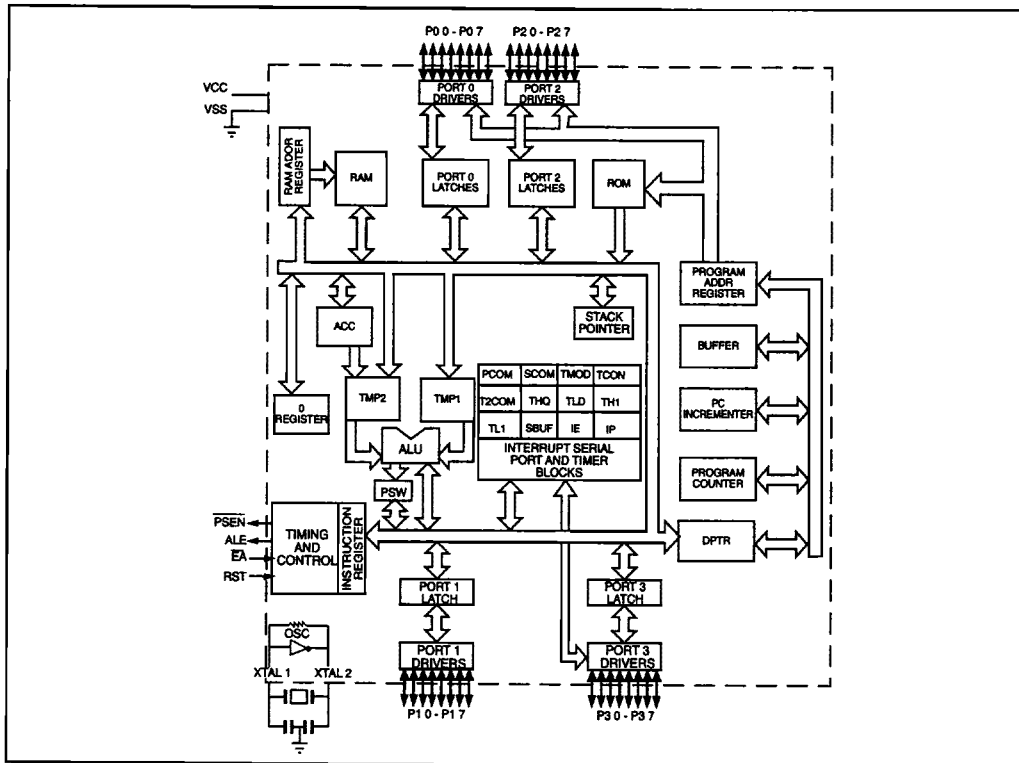 P0 0 - P0 7
P2 0 - P2 7
VCC
VSS
PORT 0
DRIVERS
PORT 2
DRIVERS
RAM ADDR
REGISTER
RAM
PORT 0
LATCHES
PORT 2
LATCHES
ROM
PROGRAM
ADDR
REGISTER
ACC
STACK
POINTER
BUFFER
0
REGISTER
TMP2
TMP1
PCOM SCOM TMOD TCON
T2COM THQ TLD TH1
TL1 SBUF IE IP
INTERRUPT SERIAL
PORT AND TIMER
BLOCKS
PC
INCREMENTER
ALU
PSW
PROGRAM
COUNTER
PSEN
ALE
EA
RST
TIMING
AND
CONTROL
INSTRUCTION
REGISTER
DPTR
PORT 1
LATCH
PORT 3
LATCH
OSC
XTAL 1
XTAL 2
PORT 1
DRIVERS
PORT 3
DRIVERS
P1 0 - P1 7
P3 0 - P3 7